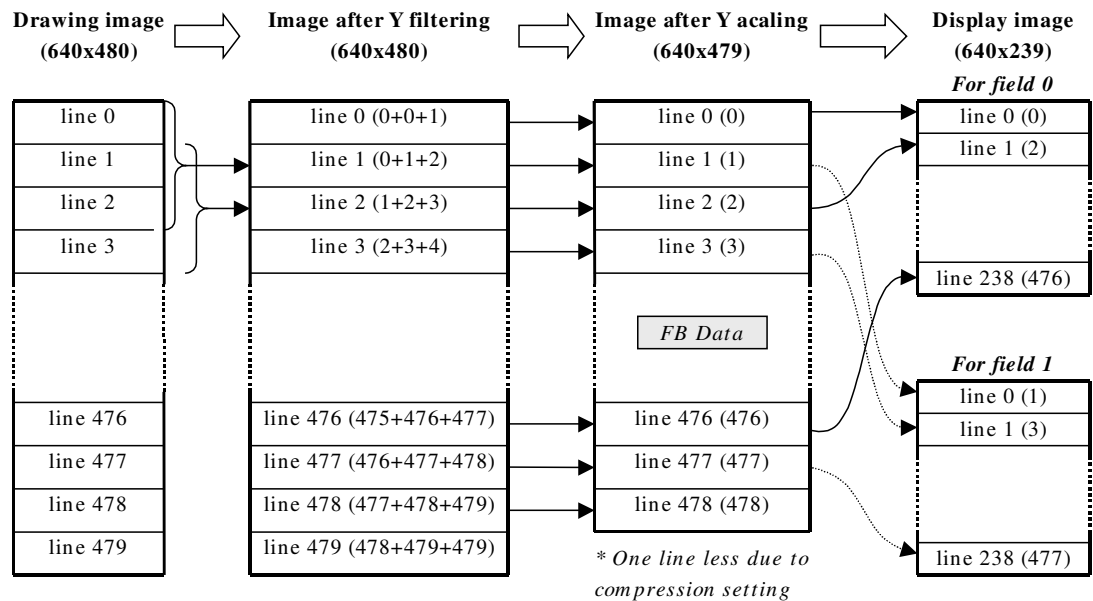 Drawing image
(640x480)
Image after Y filtering
(640x480)
Image after Y acaling
(640x479)
Display image
(640x239)
line 0
line 1
line 2
line 3
line 476
line 477
line 478
line 479
line 0 (0+0+1)
line 1 (0+1+2)
line 2 (1+2+3)
line 3 (2+3+4)
line 476 (475+476+477)
line 477 (476+477+478)
line 478 (477+478+479)
line 479 (478+479+479)
line 0 (0)
line 1 (1)
line 2 (2)
line 3 (3)
FB Data
line 476 (476)
line 477 (477)
line 478 (478)
* One line less due to
compression setting
For field 0
line 0 (0)
line 1 (2)
line 238 (476)
For field 1
line 0 (1)
line 1 (3)
line 238 (477)